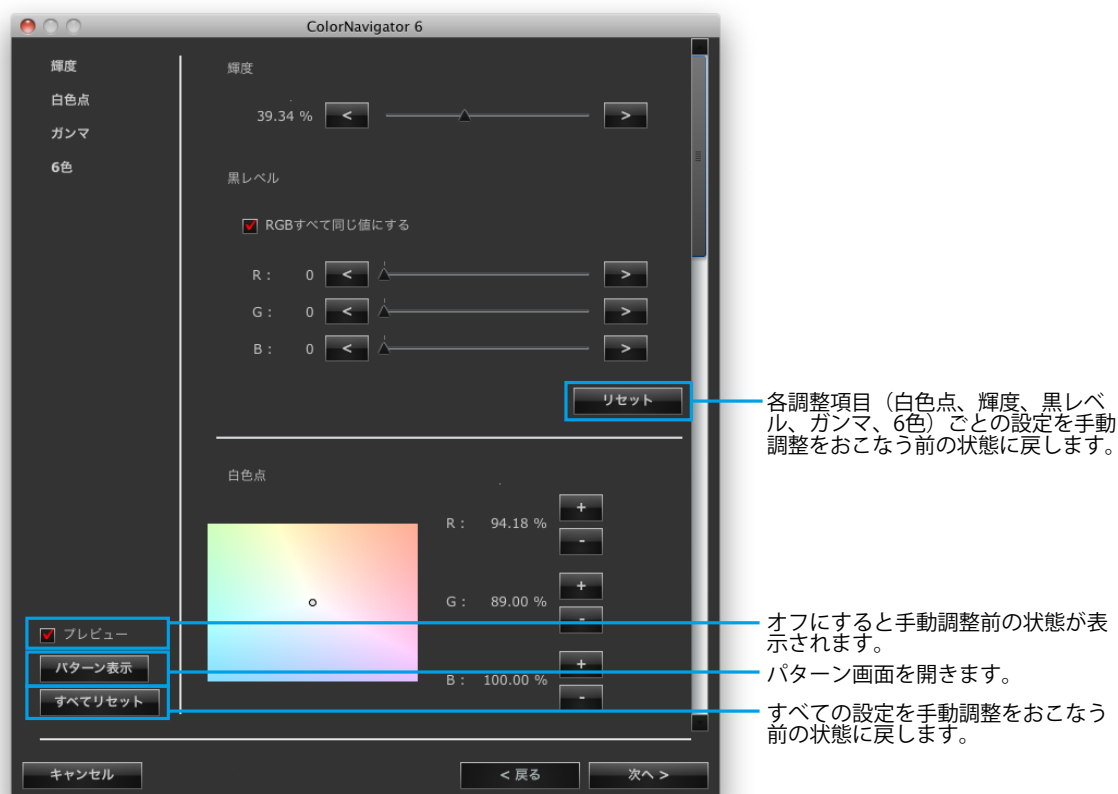 ColorNavigator 6
輝度
白色点
ガンマ
6色
輝度
39.34 % < >
黒レベル
RGBすべて同じ値にする
R : 0 < >
G : 0 < >
B : 0 < >
リセット
各調整項目（白色点、輝度、黒レベ
ル、ガンマ、6色）ごとの設定を手動
調整をおこなう前の状態に戻します。
白色点
R : 94.18 % +
-
G : 89.00 % +
-
B : 100.00 % +
-
プレビュー
オフにすると手動調整前の状態が表
示されます。
パターン表示
パターン画面を開きます。
すべてリセット
すべての設定を手動調整をおこなう
前の状態に戻します。
キャンセル
< 戻る
次へ >